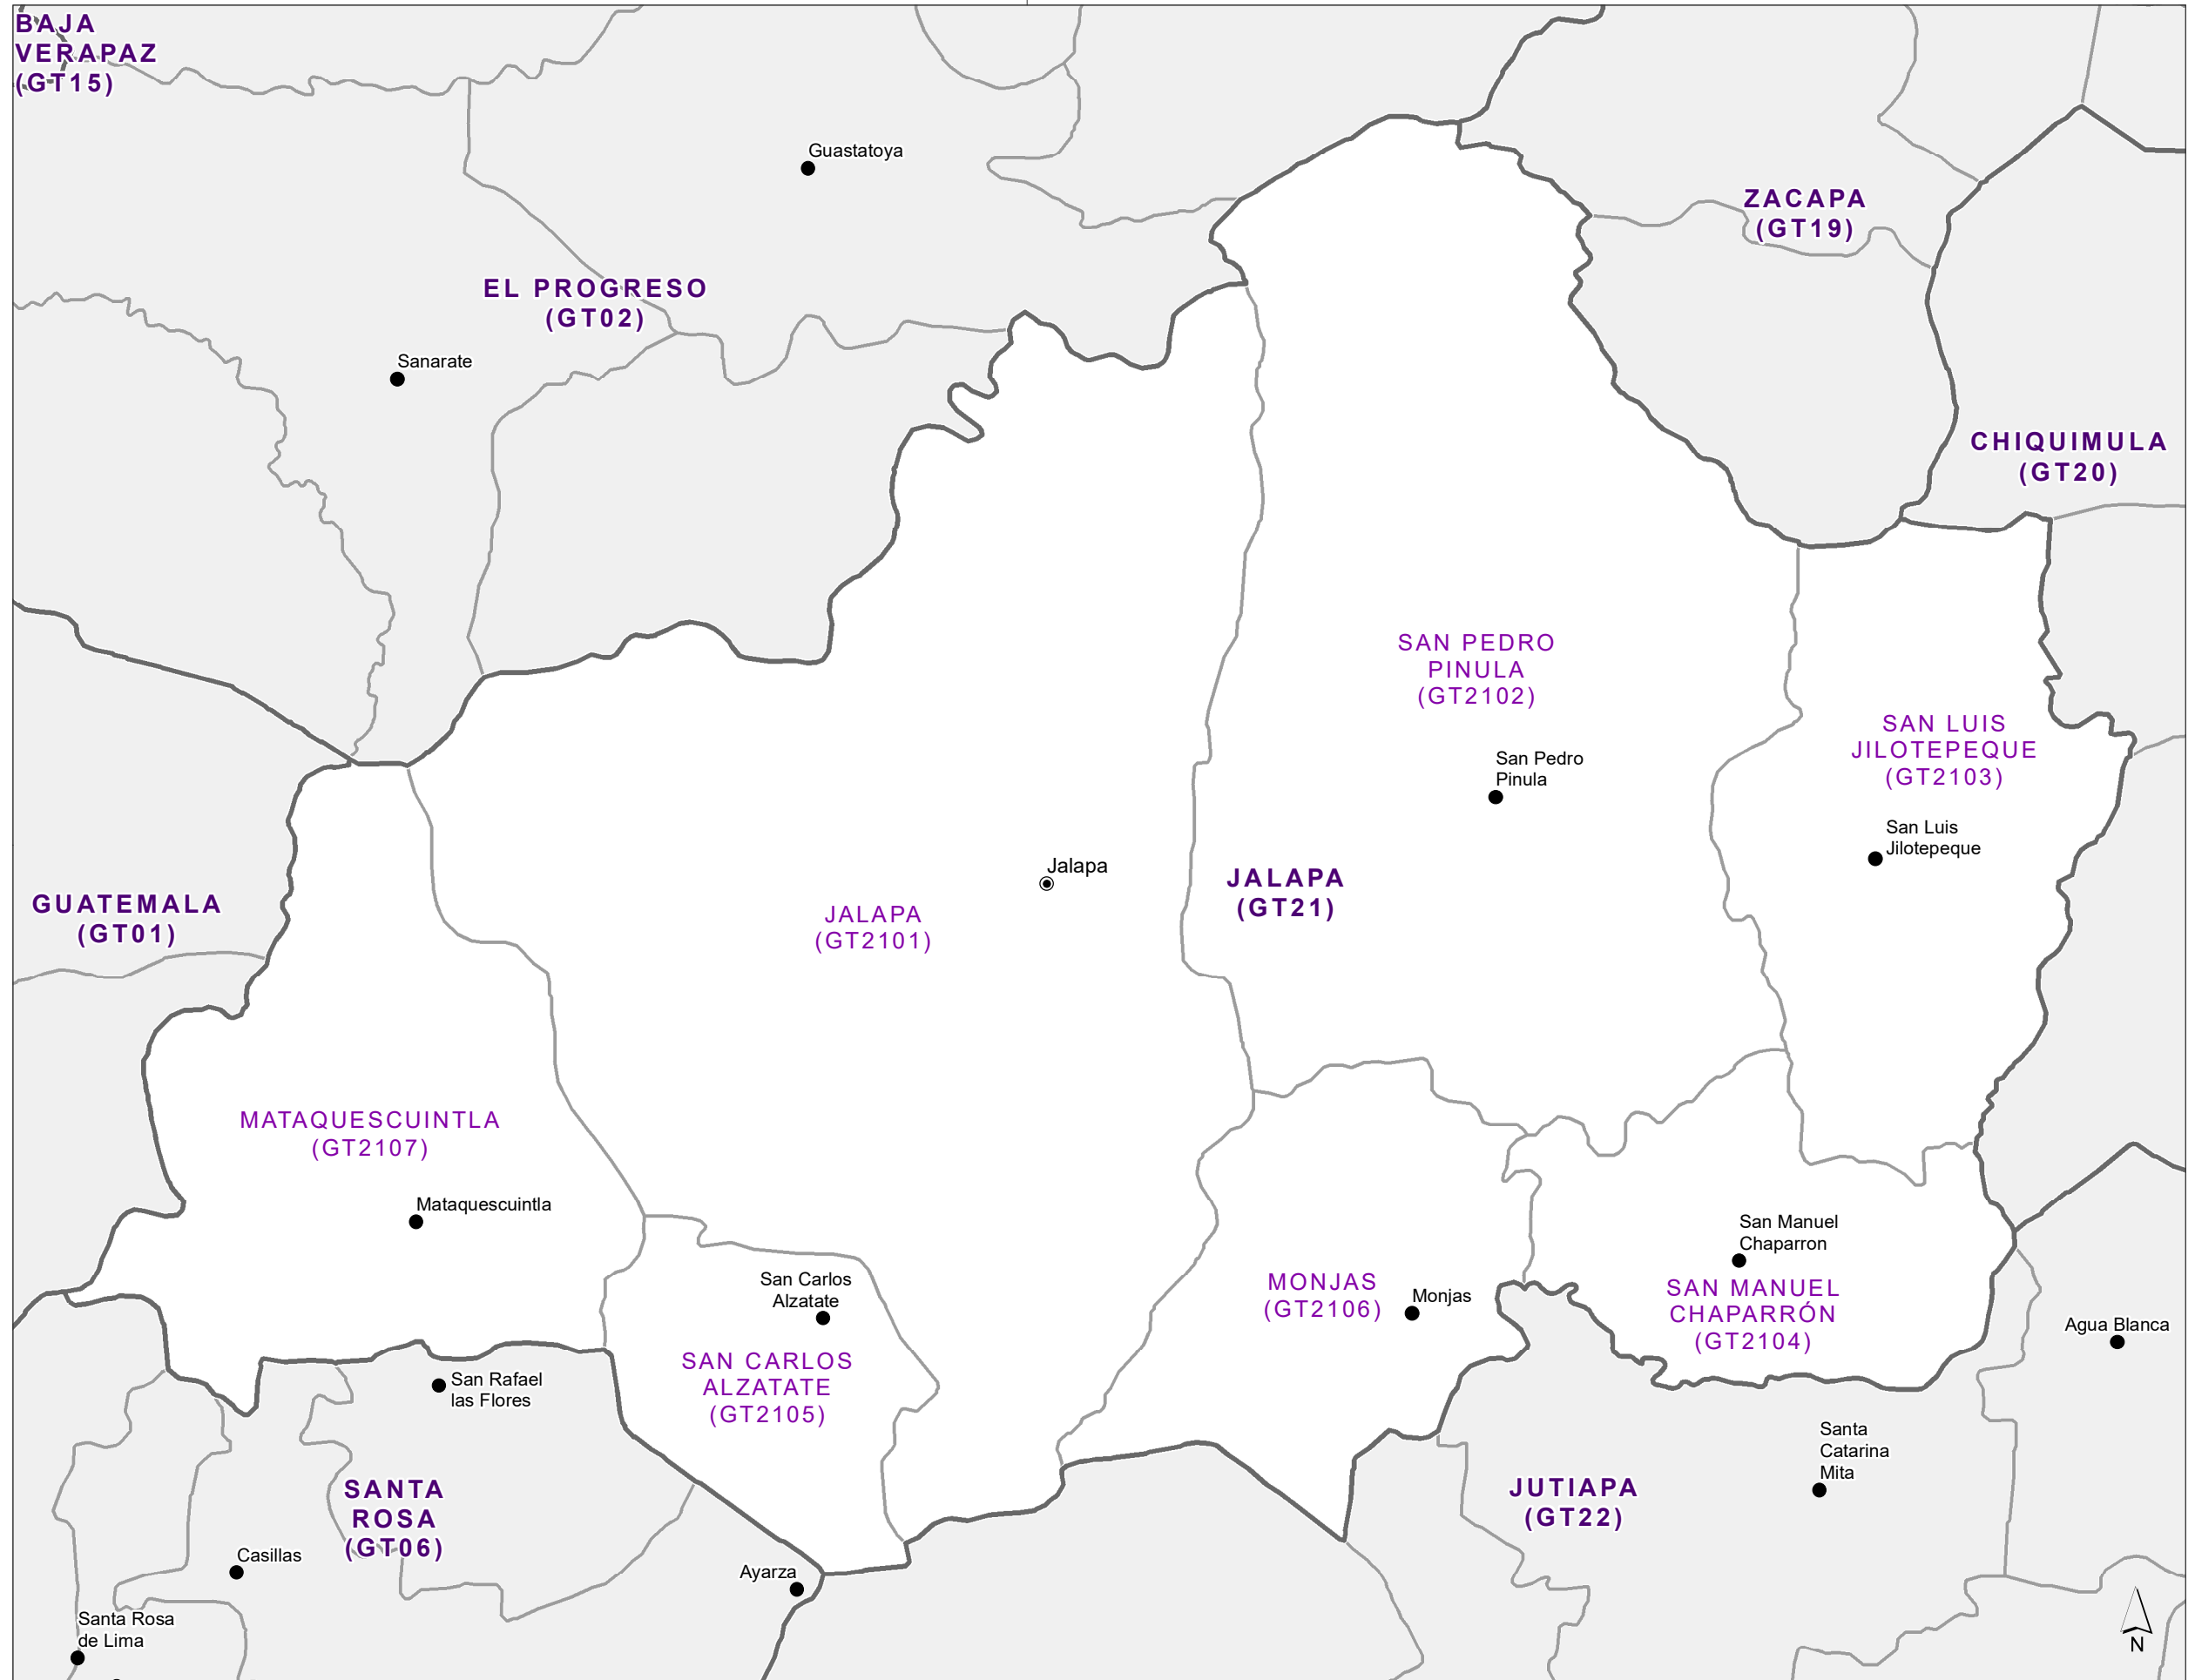 BAJA
VERAPAZ
(GT15)
Guastatoya
ZACAPA
(GT19)
EL PROGRESO
(GT02)
Sanarate
CHIQUIMULA
(GT20)
SAN PEDRO
PINULA
(GT2102)
SAN LUIS
JILOTEPEQUE
(GT2103)
San Pedro
Pinula
San Luis
Jilotepeque
Jalapa
JALAPA
(GT21)
GUATEMALA
(GT01)
JALAPA
(GT2101)
MATAQUESCUINTLA
(GT2107)
Mataquescuintla
San Manuel
Chaparron
San Carlos
Alzatate
MONJAS
(GT2106)
Monjas
SAN MANUEL
CHAPARRÓN
(GT2104)
Agua Blanca
SAN CARLOS
ALZATATE
(GT2105)
San Rafael
las Flores
Santa
Catarina
Mita
SANTA
ROSA
(GT06)
JUTIAPA
(GT22)
Casillas
Ayarza
Santa Rosa
de Lima
N